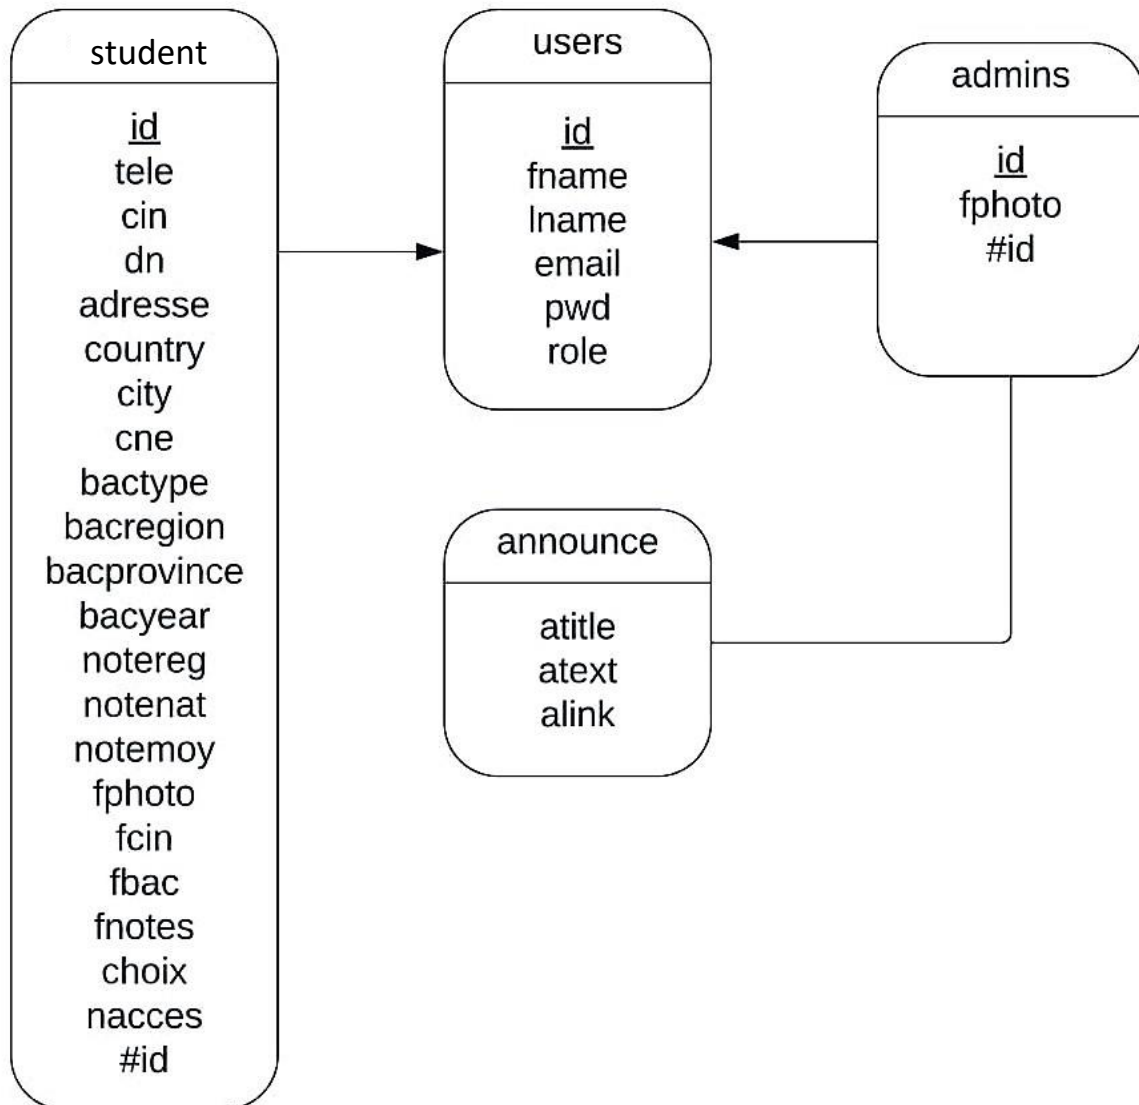 student
id
tele
cin
dn
adresse
country
city
cne
bactype
bacregion
bacprovince
bacyear
notereg
notenat
notemoy
fphoto
fcin
fbac
fnotes
choix
nacces
#id
users
id
fname
lname
email
pwd
role
admins
id
fphoto
#id
announce
atitle
atext
alink